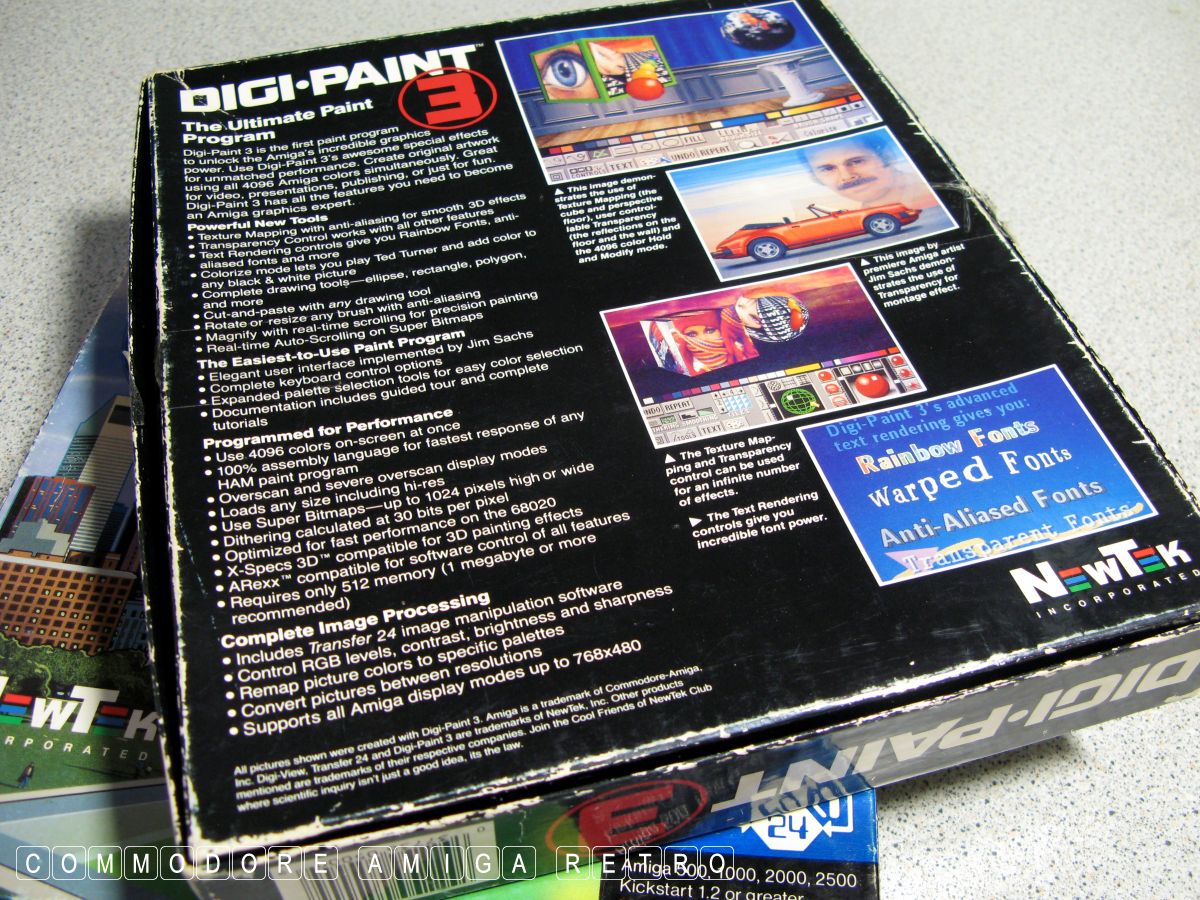 DIGI•PAINT™
3
The Ultimate Paint
Program
Digi-Paint 3 is the first paint program
to unlock the Amiga's incredible graphics
power. Use Digi-Paint 3's awesome special effects
for unmatched performance. Create original artwork
using all 4096 Amiga colors simultaneously. Great
for video, presentations, publishing, or just for fun.
Digi-Paint 3 has all the features you need to become
an Amiga graphics expert.
Powerful New Tools
• Texture Mapping with anti-aliasing for smooth 3D effects
• Transparency Control works with all other features
• Text Rendering controls give you Rainbow Fonts, anti-
aliased fonts and more
• Colorize mode lets you play Ted Turner and add color to
any black & white picture
• Complete drawing tools—ellipse, rectangle, polygon,
and more
• Cut-and-paste with any drawing tool
• Rotate or resize any brush with anti-aliasing
• Magnify with real-time scrolling for precision painting
• Real-time Auto-Scrolling on Super Bitmaps
The Easiest-to-Use Paint Program
• Elegant user interface implemented by Jim Sachs
• Complete keyboard control options
• Expanded palette selection tools for easy color selection
• Documentation includes guided tour and complete
tutorials
Programmed for Performance
• Use 4096 colors on-screen at once
• 100% assembly language for fastest response of any
HAM paint program
• Overscan and severe overscan display modes
• Loads any size including hi-res
• Use Super Bitmaps—up to 1024 pixels high or wide
• Dithering calculated at 30 bits per pixel
• Optimized for fast performance on the 68020
• X-Specs 3D™ compatible for 3D painting effects
• ARexx™ compatible for software control of all features
• Requires only 512 memory (1 megabyte or more
recommended)
Complete Image Processing
• Includes Transfer 24 image manipulation software
• Control RGB levels, contrast, brightness and sharpness
• Remap picture colors to specific palettes
• Convert pictures between resolutions
• Supports all Amiga display modes up to 768x480
All pictures shown were created with Digi-Paint 3. Amiga is a trademark of Commodore-Amiga,
Inc. Digi-View, Transfer 24 and Digi-Paint 3 are trademarks of NewTek, Inc. Other products
mentioned are trademarks of their respective companies. Join the Cool Friends of NewTek Club
where scientific inquiry isn't just a good idea, its the law.
FILL
Colorize
TEXT
UNDO REPEAT
▲ This image demon-
strates the use of
Texture Mapping (the
cube and perspective
floor), user control-
lable Transparency
(the reflections on the
floor and the wall) and
the 4096 color Hold
and Modify mode.
▲ This image by
premiere Amiga artist
Jim Sachs demon-
strates the use of
Transparency for
montage effect.
UNDO REPEAT
TEXT
▲ The Texture Map-
ping and Transparency
control can be used
for an infinite number
of effects.
▶ The Text Rendering
controls give you
incredible font power.
Digi-Paint 3's advanced
text rendering gives you:
Rainbow Fonts
Warped Fonts
Anti-Aliased Fonts
Transparent Fonts
NEWTEK
INCORPORATED
DIGI•PAINT
3
EWTEK
RPORATED
24
Amiga 500, 1000, 2000, 2500
Kickstart 1.2 or greater
COMMODORE AMIGA RETRO